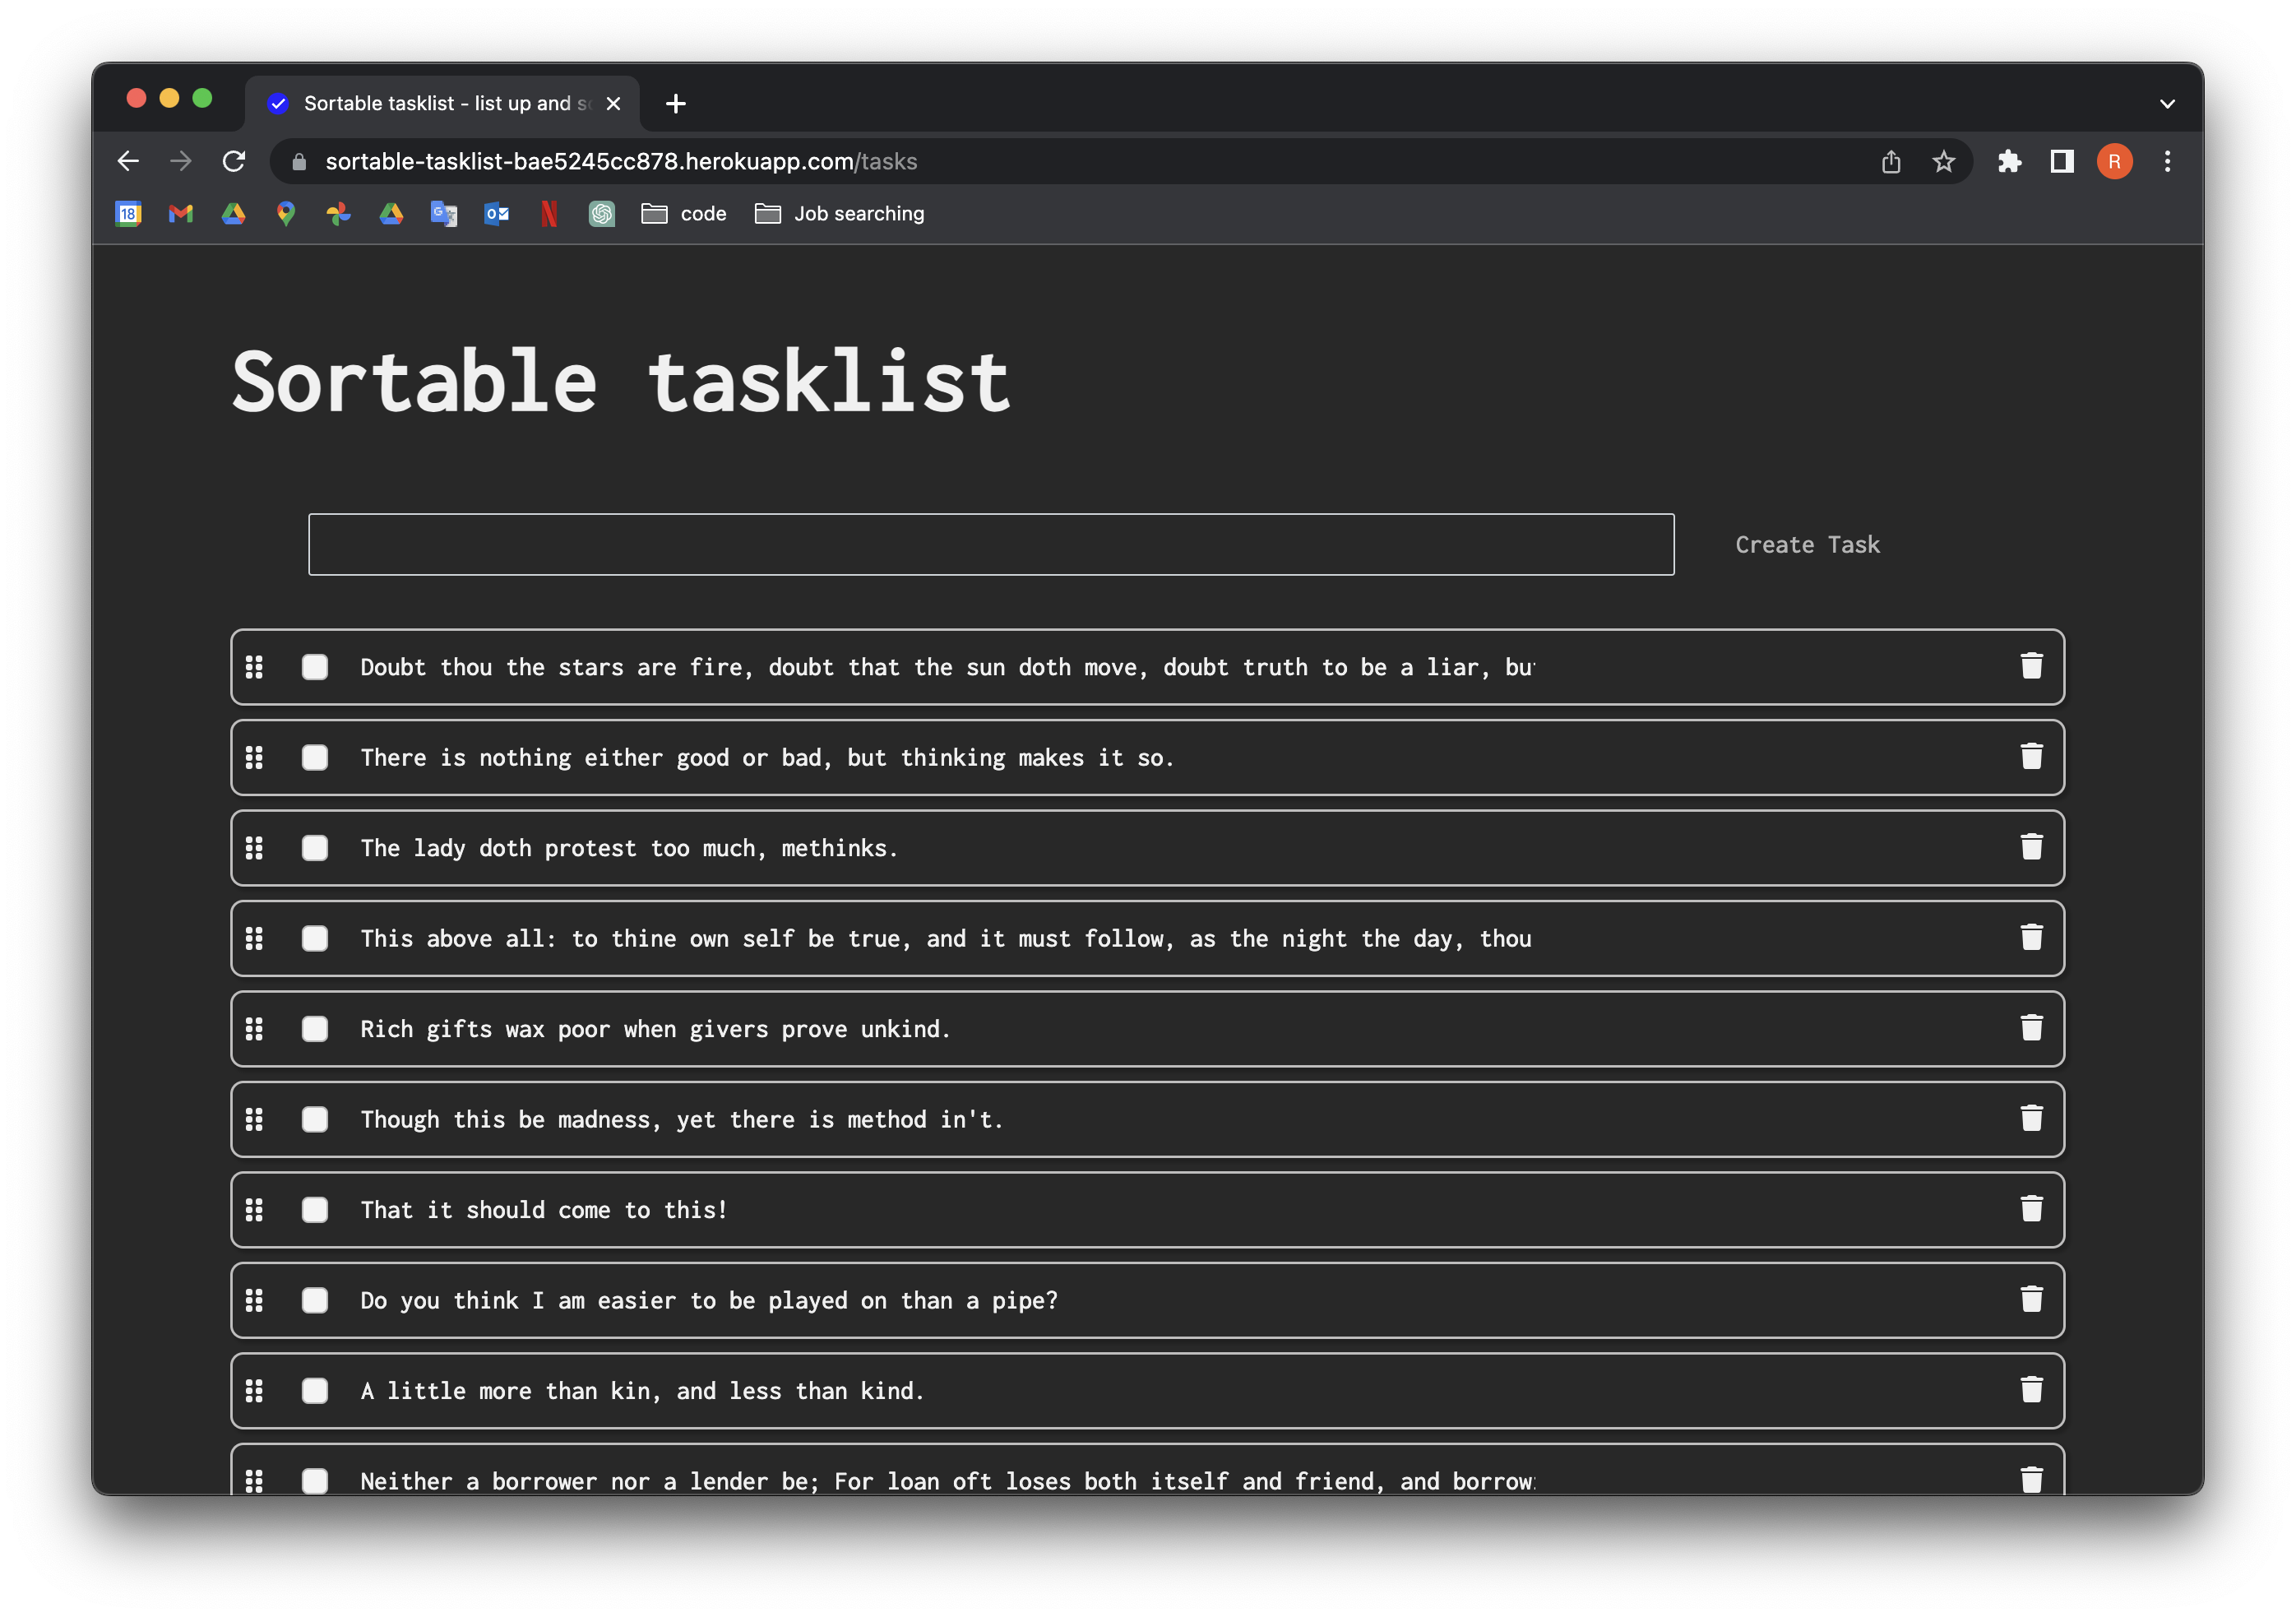 Sortable tasklist - list up and
sortable-tasklist-bae5245cc878.herokuapp.com/tasks
R
18
code
Job searching
Sortable tasklist
Create Task
Doubt thou the stars are fire, doubt that the sun doth move, doubt truth to be a liar, bu
There is nothing either good or bad, but thinking makes it so.
The lady doth protest too much, methinks.
This above all: to thine own self be true, and it must follow, as the night the day, thou
Rich gifts wax poor when givers prove unkind.
Though this be madness, yet there is method in't.
That it should come to this!
Do you think I am easier to be played on than a pipe?
A little more than kin, and less than kind.
Neither a borrower nor a lender be; For loan oft loses both itself and friend, and borrow